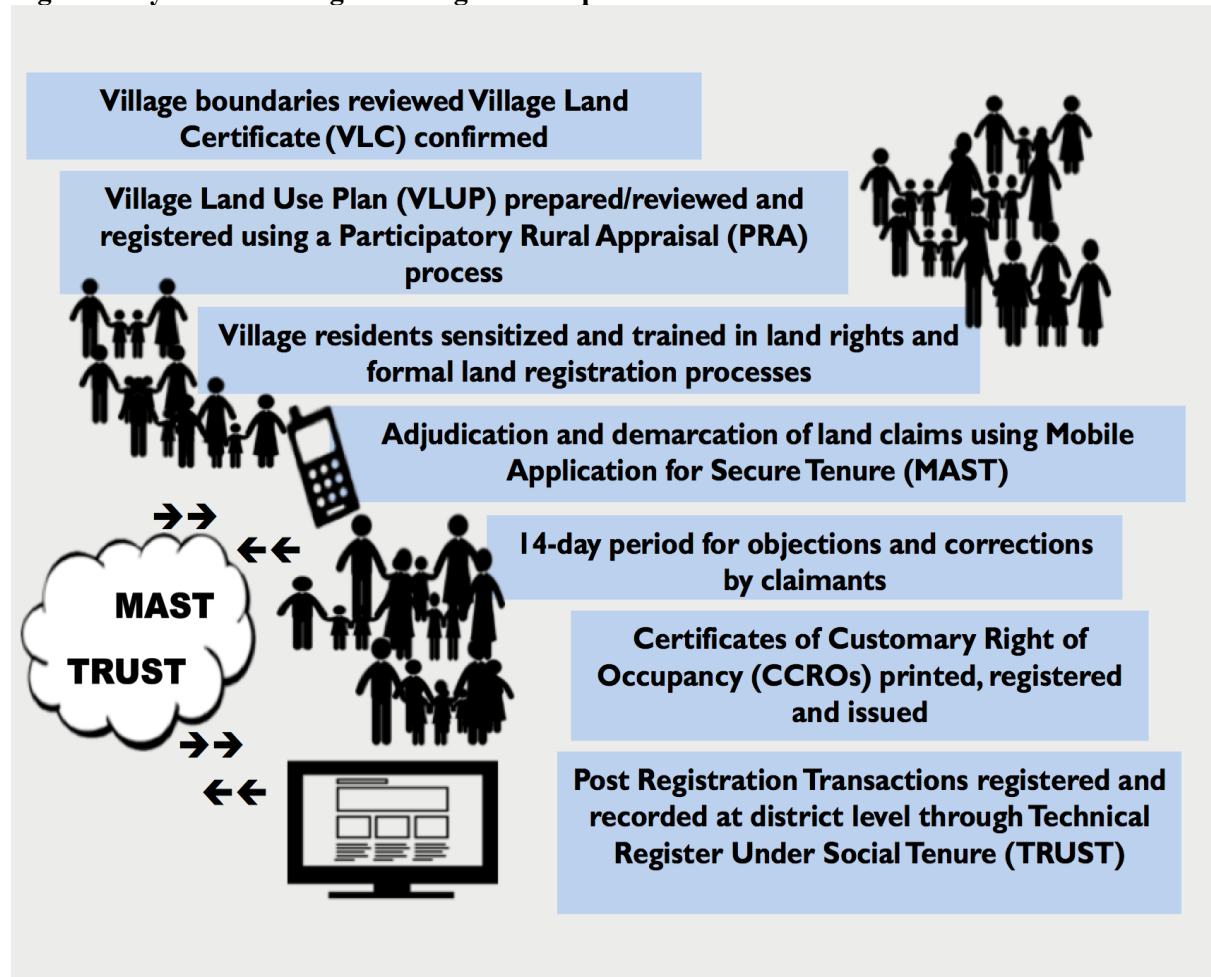 Village boundaries reviewed Village Land
Certificate (VLC) confirmed
Village Land Use Plan (VLUP) prepared/reviewed and
registered using a Participatory Rural Appraisal (PRA)
process
Village residents sensitized and trained in land rights and
formal land registration processes
Adjudication and demarcation of land claims using Mobile
Application for Secure Tenure (MAST)
14-day period for objections and corrections
by claimants
MAST
TRUST
Certificates of Customary Right of
Occupancy (CCROs) printed, registered
and issued
Post Registration Transactions registered and
recorded at district level through Technical
Register Under Social Tenure (TRUST)